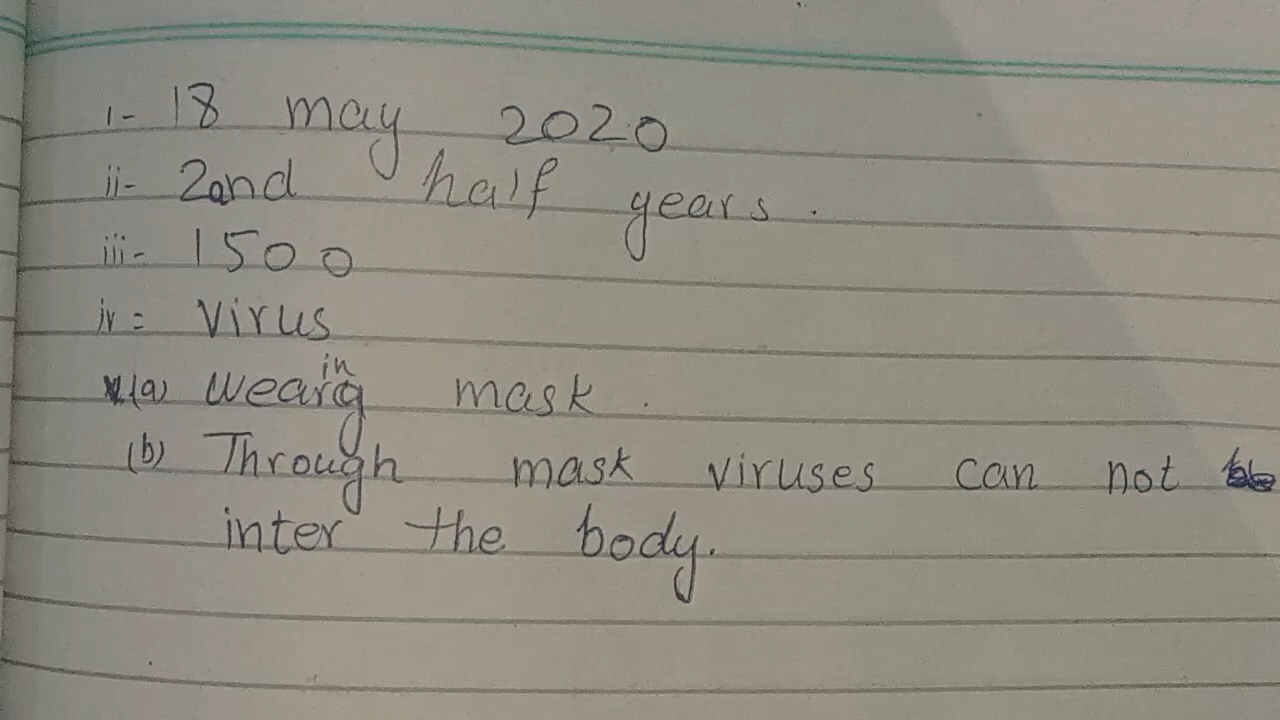 i- 18 may 2020
ii- 2and half years.
iii- 1500
iv= Virus
(a) wearing mask.
(b) Through mask viruses can not
inter the body.